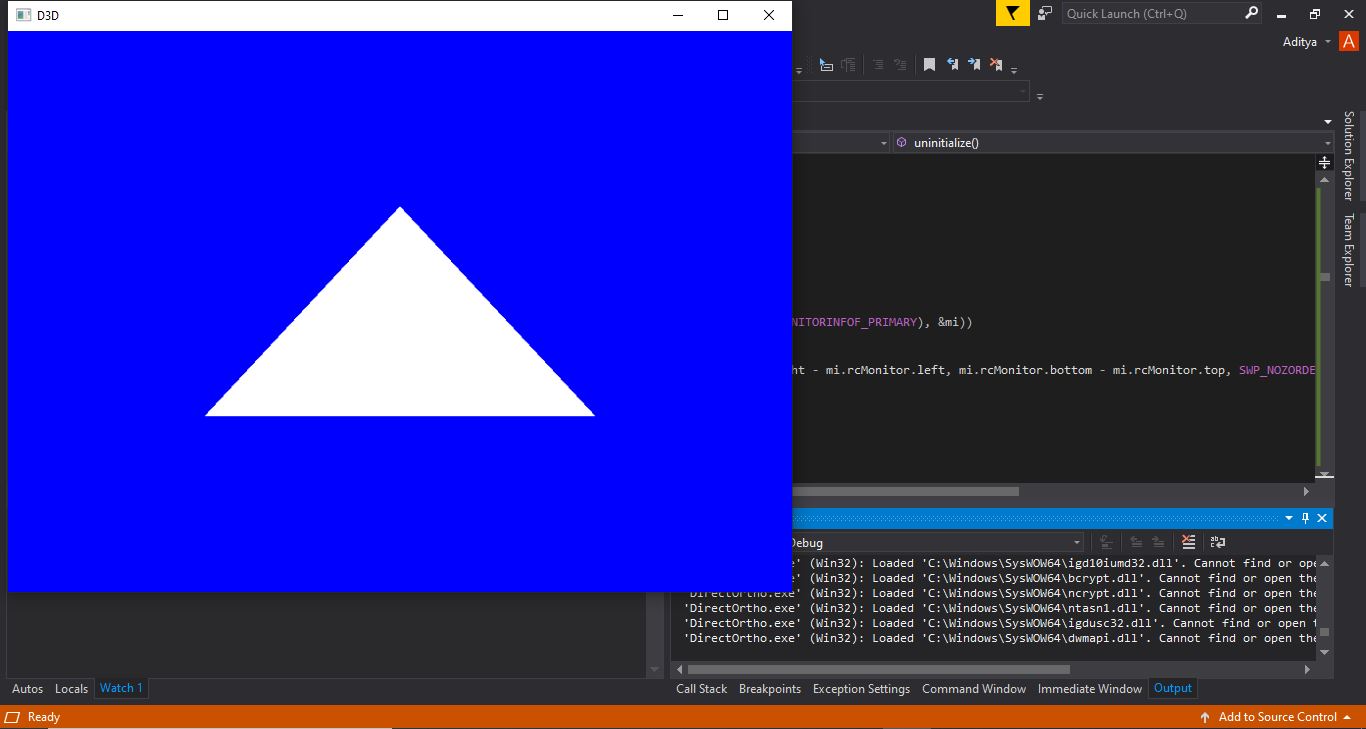 D3D
Quick Launch (Ctrl+Q)
Aditya
A
uninitialize()
Solution Explorer
Team Explorer
NITORINFOF_PRIMARY), &mi))
ht - mi.rcMonitor.left, mi.rcMonitor.bottom - mi.rcMonitor.top, SWP_NOZORDE
Debug
e' (Win32): Loaded 'C:\Windows\SysWOW64\igd10iumd32.dll'. Cannot find or ope
e' (Win32): Loaded 'C:\Windows\SysWOW64\bcrypt.dll'. Cannot find or open the
'DirectOrtho.exe' (Win32): Loaded 'C:\Windows\SysWOW64\ncrypt.dll'. Cannot find or open the
'DirectOrtho.exe' (Win32): Loaded 'C:\Windows\SysWOW64\ntasn1.dll'. Cannot find or open the
'DirectOrtho.exe' (Win32): Loaded 'C:\Windows\SysWOW64\igdusc32.dll'. Cannot find or open t
'DirectOrtho.exe' (Win32): Loaded 'C:\Windows\SysWOW64\dwmapi.dll'. Cannot find or open the
Autos Locals Watch 1
Call Stack Breakpoints Exception Settings Command Window Immediate Window Output
Ready
Add to Source Control